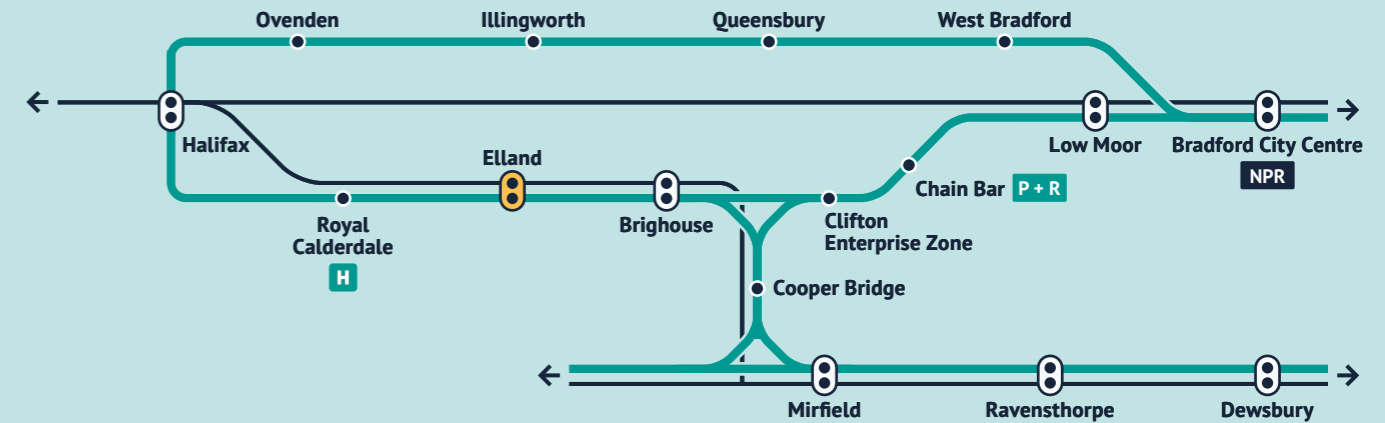 Ovenden
Illingworth
Queensbury
West Bradford
Halifax
Elland
Low Moor
Bradford City Centre
NPR
Chain Bar P + R
Royal
Calderdale
H
Brighouse
Clifton
Enterprise Zone
Cooper Bridge
Mirfield
Ravensthorpe
Dewsbury